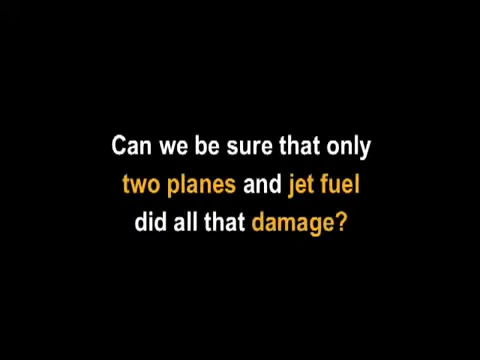 Can we be sure that only
two planes and jet fuel
did all that damage?